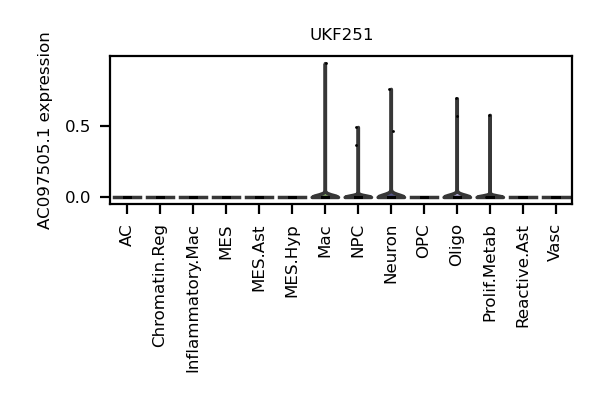 UKF251
AC097505.1 expression
0.5
0.0
AC
Chromatin.Reg
Inflammatory.Mac
MES
MES.Ast
MES.Hyp
Mac
NPC
Neuron
OPC
Oligo
Prolif.Metab
Reactive.Ast
Vasc